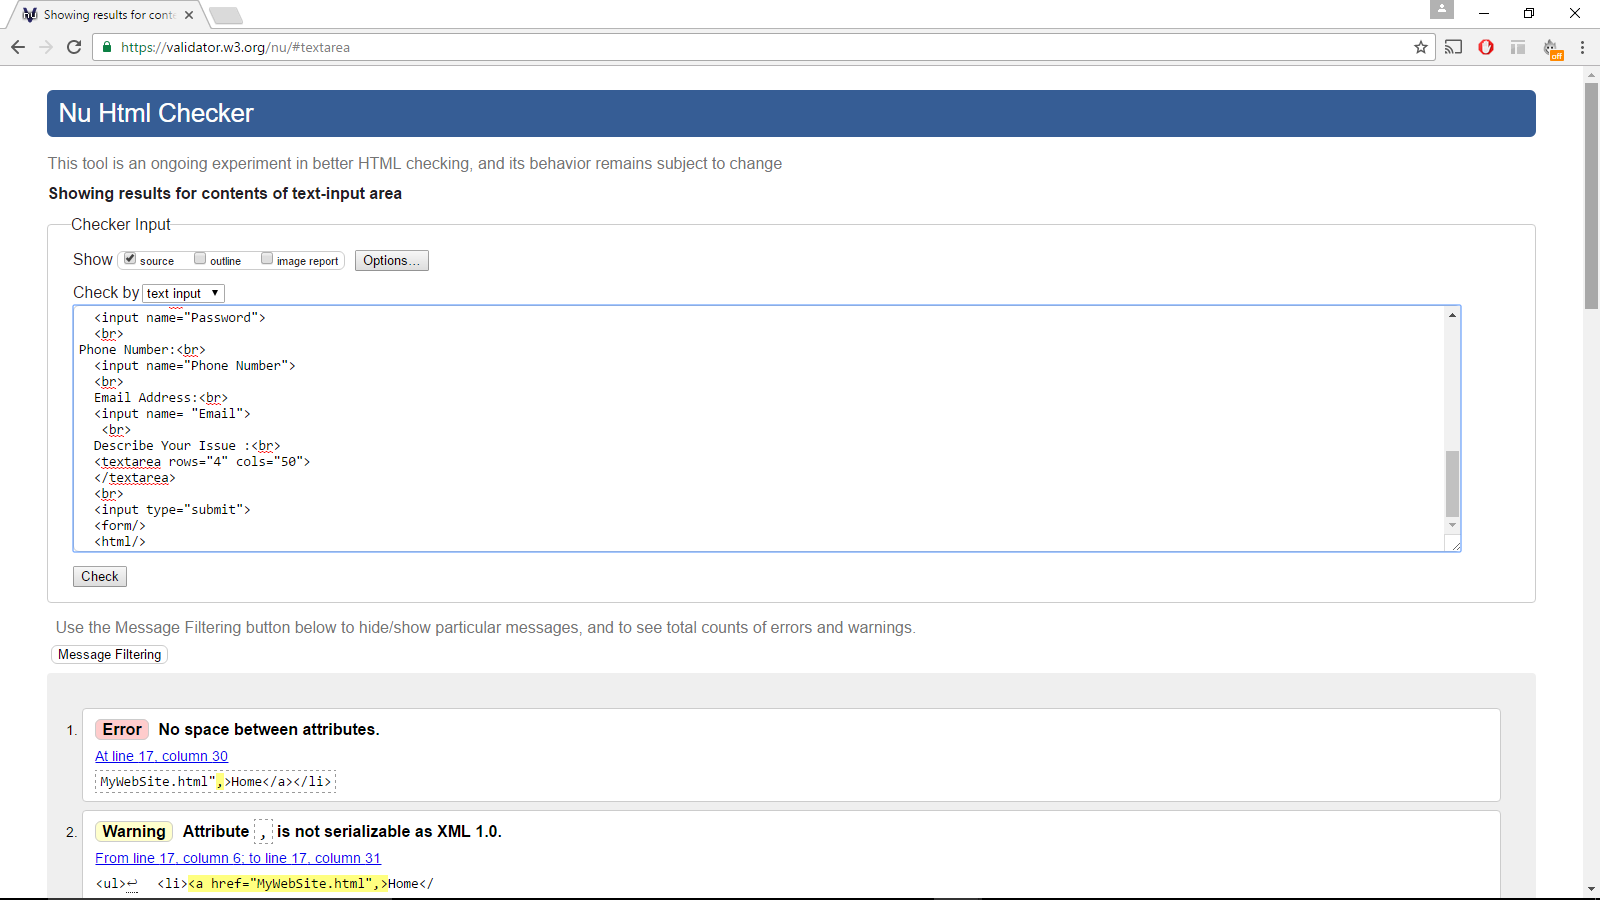 Showing results for cont
https://validator.w3.org/nu/#textarea
off
Nu Html Checker
This tool is an ongoing experiment in better HTML checking, and its behavior remains subject to change
Showing results for contents of text-input area
Checker Input
Show source outline image report Options...
Check by text input
<input name="Password">
<br>
Phone Number:<br>
<input name="Phone Number">
<br>
Email Address:<br>
<input name= "Email">
<br>
Describe Your Issue :<br>
<textarea rows="4" cols="50">
</textarea>
<br>
<input type="submit">
<form/>
<html/>
Check
Use the Message Filtering button below to hide/show particular messages, and to see total counts of errors and warnings.
Message Filtering
1. Error No space between attributes.
At line 17, column 30
MyWebSite.html",>Home</a></li>
2. Warning Attribute , is not serializable as XML 1.0.
From line 17, column 6; to line 17, column 31
<ul>↩ <li><a href="MyWebSite.html",>Home</